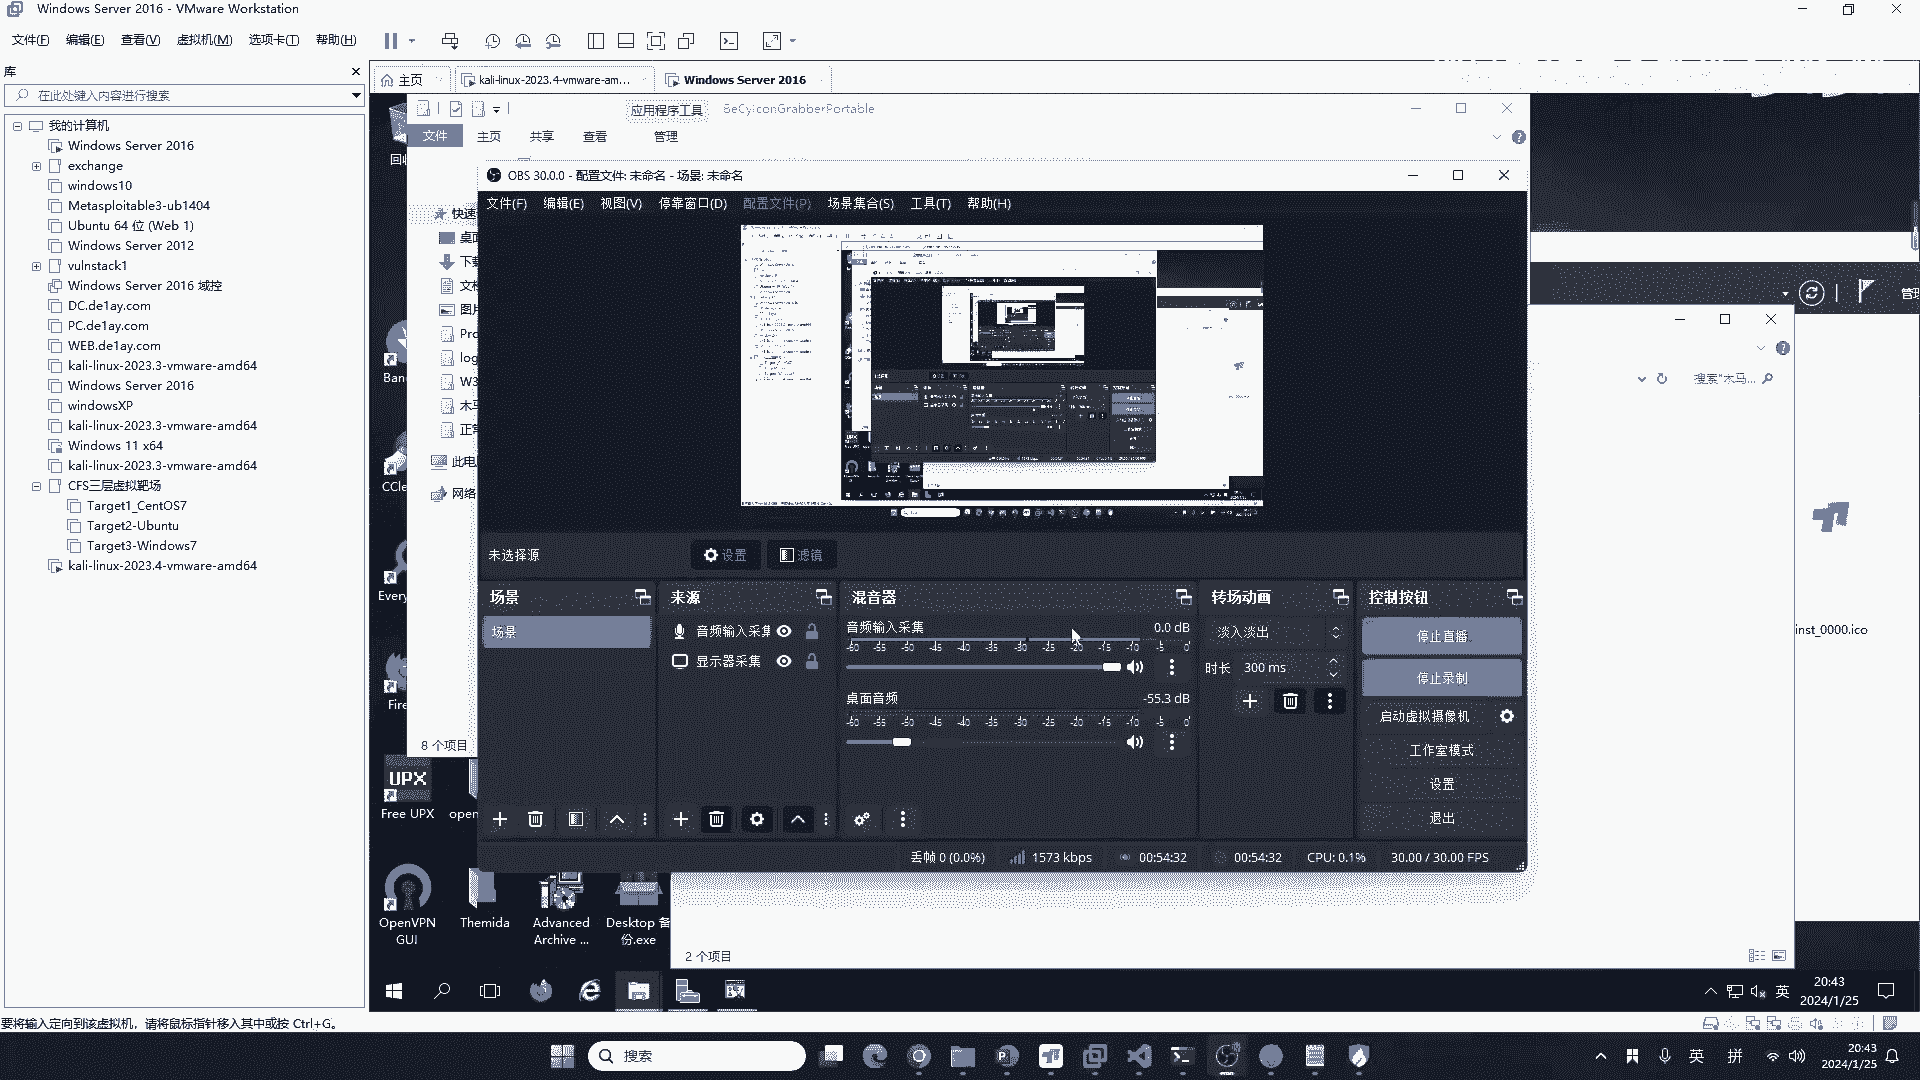 Windows Server 2016 - VMware Workstation
文件(F) 编辑(E) 查看(V) 虚拟机(M) 选项卡(T) 帮助(H)
库
在此处键入内容进行搜索
我的计算机
Windows Server 2016
exchange
windows10
Metasploitable3-ub1404
Ubuntu 64 位 (Web 1)
Windows Server 2012
vulnstack1
Windows Server 2016 域控
DC.de1ay.com
PC.de1ay.com
WEB.de1ay.com
kali-linux-2023.3-vmware-amd64
Windows Server 2016
windowsXP
kali-linux-2023.3-vmware-amd64
Windows 11 x64
kali-linux-2023.3-vmware-amd64
CFS三层虚拟靶场
Target1_CentOS7
Target2-Ubuntu
Target3-Windows7
kali-linux-2023.4-vmware-amd64
主页 kali-linux-2023.4-vmware-am... Windows Server 2016
应用程序工具 BeCyIconGrabberPortable
文件 主页 共享 查看 管理
OBS 30.0.0 - 配置文件: 未命名 - 场景: 未命名
文件(F) 编辑(E) 视图(V) 停靠窗口(D) 配置文件(P) 场景集合(S) 工具(T) 帮助(H)
快速
桌面
下
文档
图片
Pro
log
W3
木马
正常
此电
网络
8 个项目
未选择源 设置 滤镜
场景 来源 混音器 转场动画 控制按钮
场景
音频输入采集
显示器采集
音频输入采集 0.0 dB
-60 -55 -50 -45 -40 -35 -30 -25 -20 -15 -10 -5 0
桌面音频 -55.3 dB
-60 -55 -50 -45 -40 -35 -30 -25 -20 -15 -10 -5 0
淡入淡出
时长 300 ms
停止直播
停止录制
启动虚拟摄像机
工作室模式
设置
退出
丢帧 0 (0.0%) 1573 kbps 00:54:32 00:54:32 CPU: 0.1% 30.00 / 30.00 FPS
管理
搜索"木马...
inst_0000.ico
回收
Ban
CCle
Every
Fire
UPX
Free UPX open
OpenVPN GUI
Themida
Advanced Archive ...
Desktop 备份.exe
2 个项目
英
20:43
2024/1/25
要将输入定向到该虚拟机，请将鼠标指针移入其中或按 Ctrl+G。
搜索
英 拼
20:43
2024/1/25